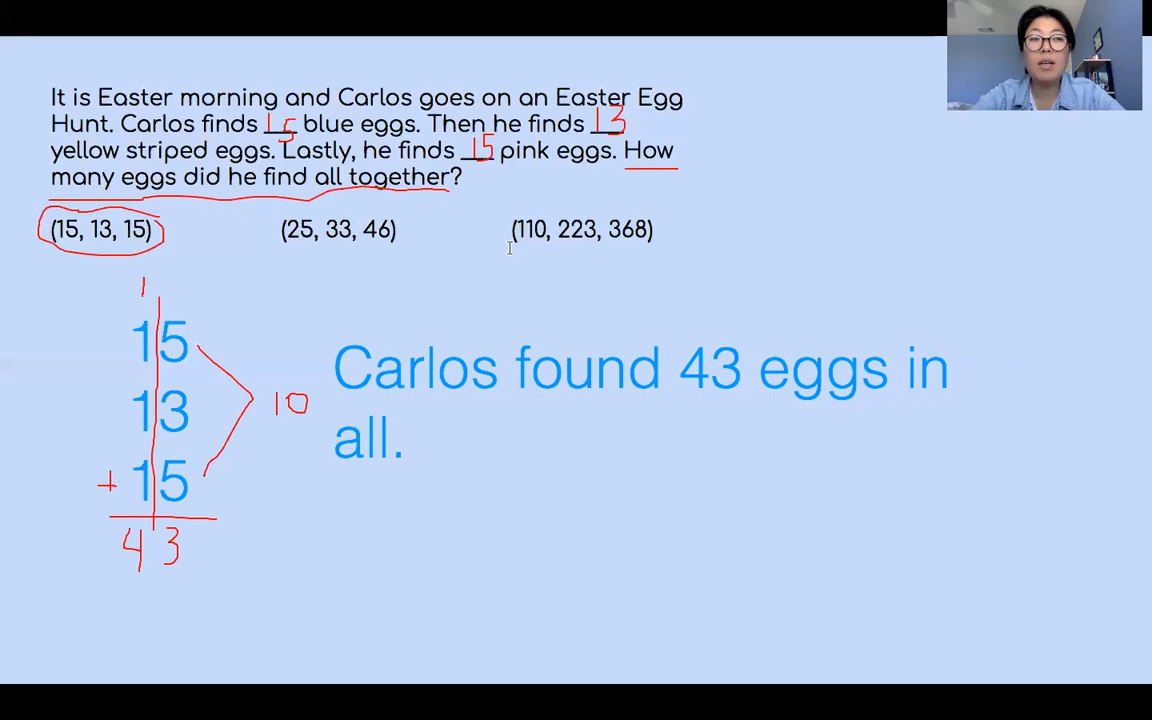 It is Easter morning and Carlos goes on an Easter Egg
Hunt. Carlos finds 15 blue eggs. Then he finds 13
yellow striped eggs. Lastly, he finds 15 pink eggs. How
many eggs did he find all together?
(15, 13, 15) (25, 33, 46) (110, 223, 368)
1
15
13
+ 15
43
10
Carlos found 43 eggs in
all.